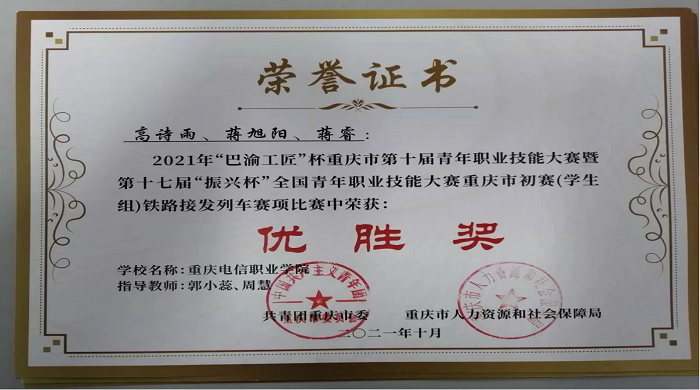 荣誉证书
高诗雨、蒋旭阳、蒋睿：
2021年“巴渝工匠”杯重庆市第十届青年职业技能大赛暨
第十七届“振兴杯”全国青年职业技能大赛重庆市初赛(学生
组)铁路接发列车赛项比赛中荣获：
优胜奖
学校名称：重庆电信职业学院
指导教师：郭小蕊、周慧
共青团重庆市委 重庆市人力资源和社会保障局
二〇二一年十月